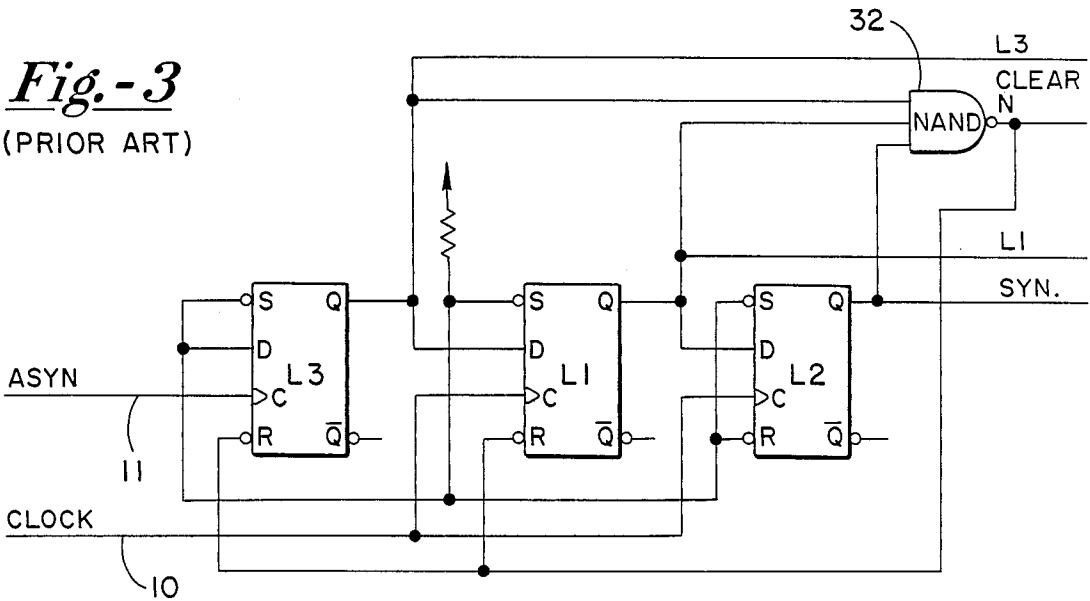 Fig.-3
(PRIOR ART)
32
L3
CLEAR
N
NAND
L1
SYN.
S Q
D
L3
C
R Q̅
S Q
D
L1
C
R Q̅
S Q
D
L2
C
R Q̅
ASYN
11
CLOCK
10